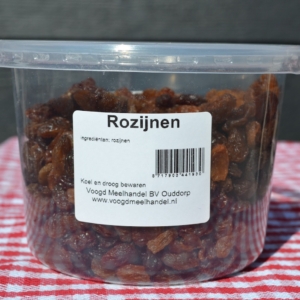 Rozijnen
Ingrediënten: rozijnen
Koel en droog bewaren
Voogd Meelhandel BV Ouddorp
www.voogdmeelhandel.nl